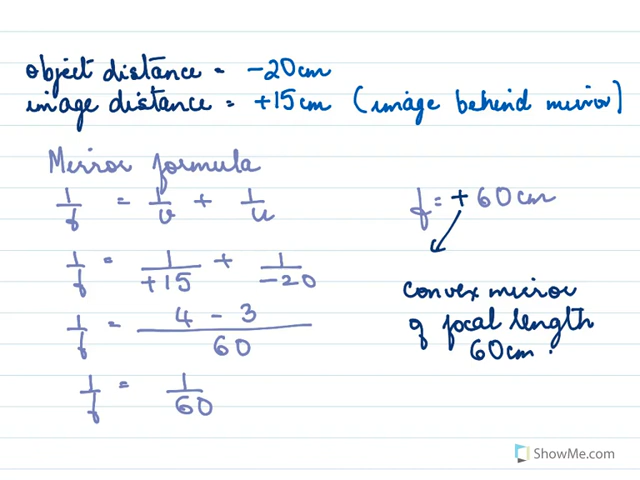 object distance = -20cm
image distance = +15cm (image behind mirror)
Mirror formula
1/f = 1/v + 1/u
1/f = 1/+15 + 1/-20
1/f = 4 - 3/60
1/f = 1/60
f = + 60cm
convex mirror
of focal length
60cm.
ShowMe.com